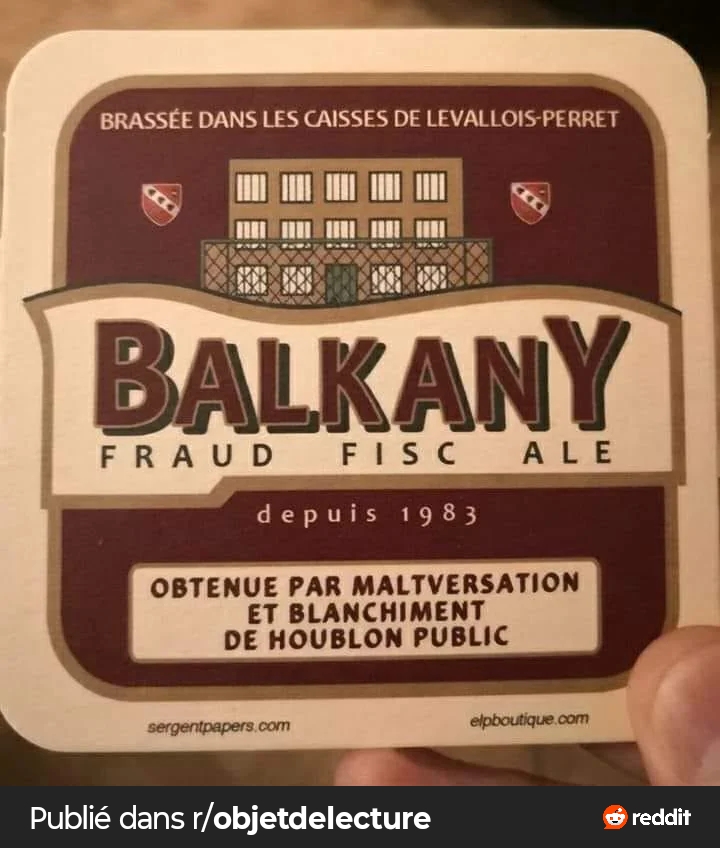 BRASSÉE DANS LES CAISSES DE LEVALLOIS-PERRET
BALKANY
FRAUD FISC ALE
depuis 1983
OBTENUE PAR MALTVERSATION
ET BLANCHIMENT
DE HOUBLON PUBLIC
sergentpapers.com
elpboutique.com
Publié dans r/objetdelecture
reddit